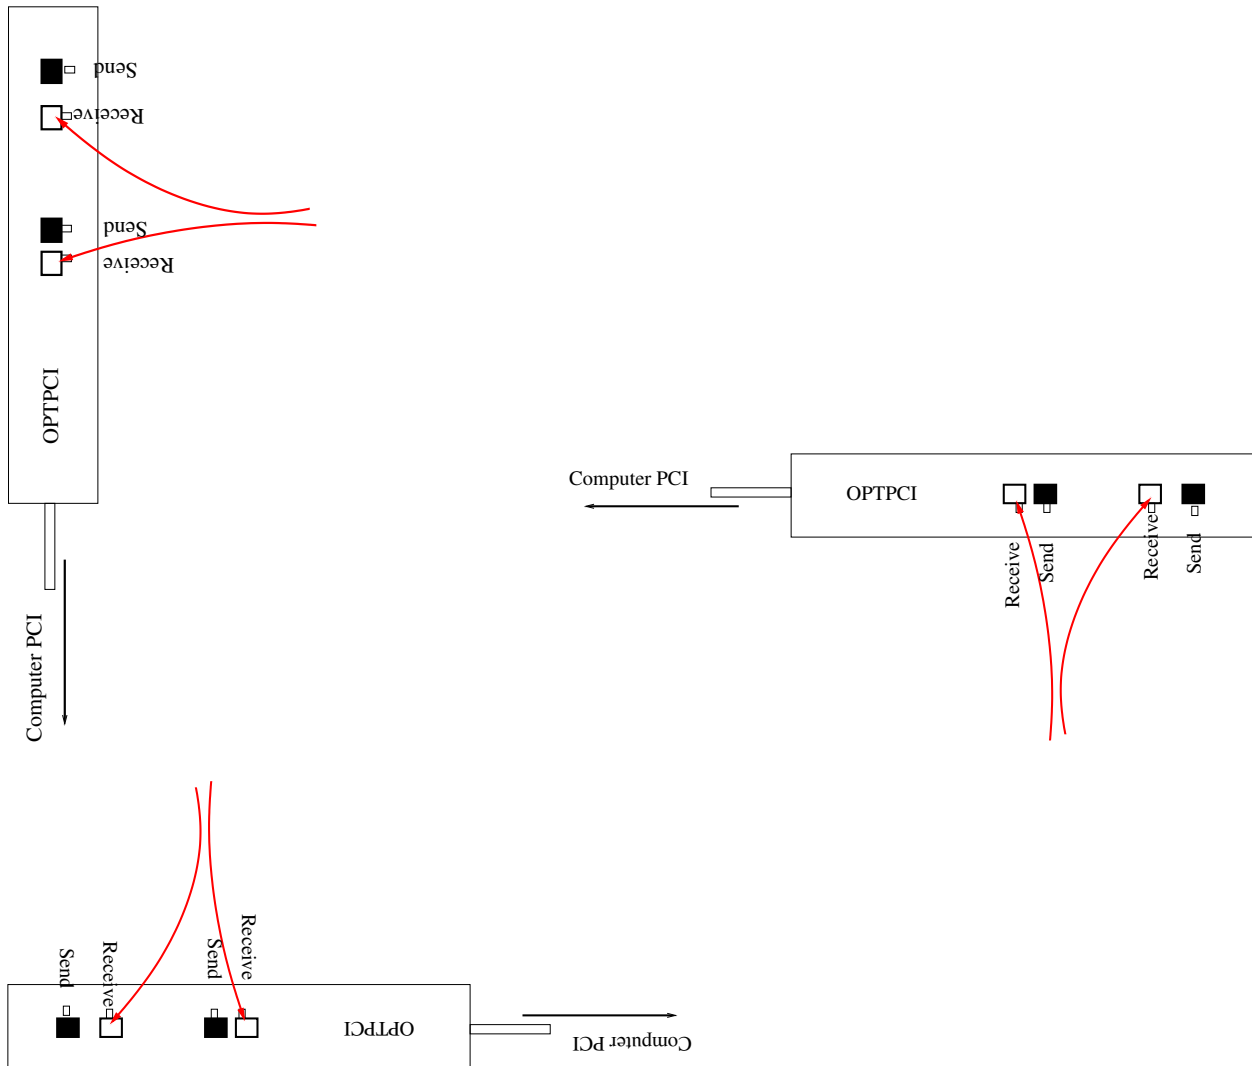 Send
Receive
Send
Receive
OPTPCI
Computer PCI
Computer PCI
OPTPCI
Receive
Send
Receive
Send
Send
Receive
Send
Receive
OPTPCI
Computer PCI